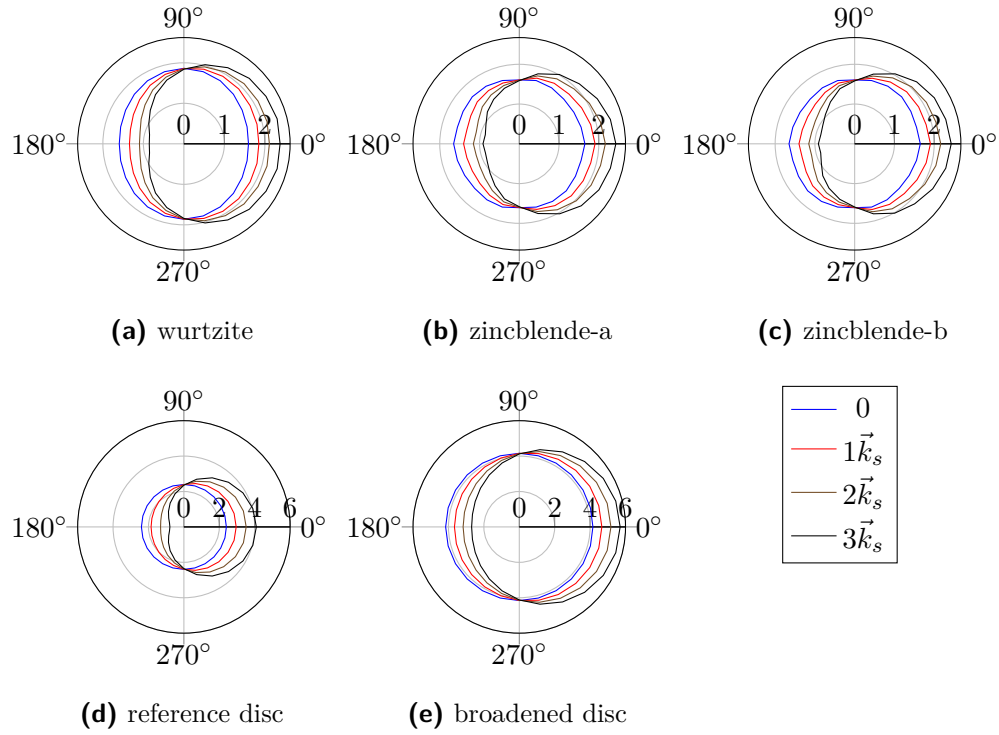 90° 90° 90°
180° 0 1 2 0° 180° 0 1 2 0° 180° 0 1 2 0°
270° 270° 270°
(a) wurtzite (b) zincblende-a (c) zincblende-b
90° 90°
180° 0 2 4 6 0° 180° 0 2 4 6 0°
270° 270°
(d) reference disc (e) broadened disc
0
1k⃗ₛ
2k⃗ₛ
3k⃗ₛ